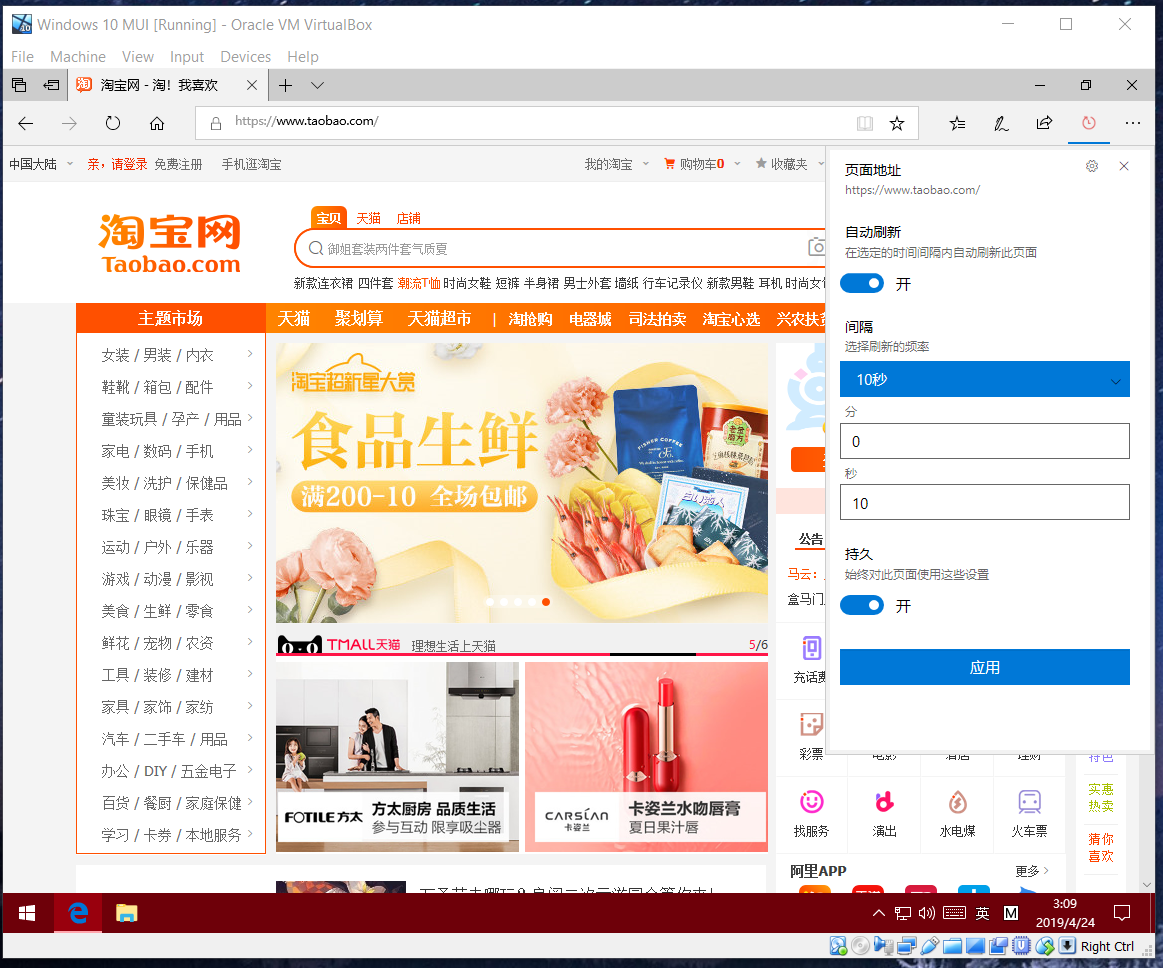 Windows 10 MUI [Running] - Oracle VM VirtualBox
File Machine View Input Devices Help
淘宝网 - 淘！我喜欢
https://www.taobao.com/
中国大陆 亲，请登录 免费注册 手机逛淘宝 我的淘宝 购物车0 收藏夹
页面地址
https://www.taobao.com/
自动刷新
在选定的时间间隔内自动刷新此页面
开
间隔
选择刷新的频率
10秒
分
0
秒
10
持久
始终对此页面使用这些设置
开
应用
淘宝网
Taobao.com
宝贝 天猫 店铺
御姐套装两件套气质夏
新款连衣裙 四件套 潮流T恤 时尚女鞋 短裤 半身裙 男士外套 墙纸 行车记录仪 新款男鞋 耳机 时尚女
主题市场 天猫 聚划算 天猫超市 | 淘抢购 电器城 司法拍卖 淘宝心选 兴农扶贫
女装 / 男装 / 内衣
鞋靴 / 箱包 / 配件
童装玩具 / 孕产 / 用品
家电 / 数码 / 手机
美妆 / 洗护 / 保健品
珠宝 / 眼镜 / 手表
运动 / 户外 / 乐器
游戏 / 动漫 / 影视
美食 / 生鲜 / 零食
鲜花 / 宠物 / 农资
工具 / 装修 / 建材
家具 / 家饰 / 家纺
汽车 / 二手车 / 用品
办公 / DIY / 五金电子
百货 / 餐厨 / 家庭保健
学习 / 卡券 / 本地服务
淘宝超新星大赏
食品生鲜
满200-10 全场包邮
FISHER COFFEE
TMALL天猫 理想生活上天猫 5/6
FOTILE方太 方太厨房 品质生活
参与互动 限享吸尘器
CARSLAN
卡姿兰
卡姿兰水吻唇膏
夏日果汁唇
公告
马云：
盒马门
充话费
彩票 电影 酒店 理财
找服务 演出 水电煤 火车票
阿里APP 更多
特色
实惠
热卖
猜你
喜欢
英 M
3:09
2019/4/24
Right Ctrl